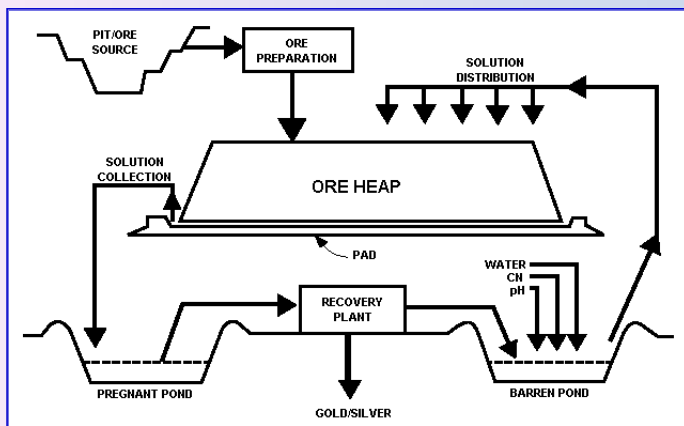 PIT/ORE
SOURCE
ORE
PREPARATION
SOLUTION
DISTRIBUTION
SOLUTION
COLLECTION
ORE HEAP
PAD
WATER
CN
pH
RECOVERY
PLANT
PREGNANT POND
BARREN POND
GOLD/SILVER